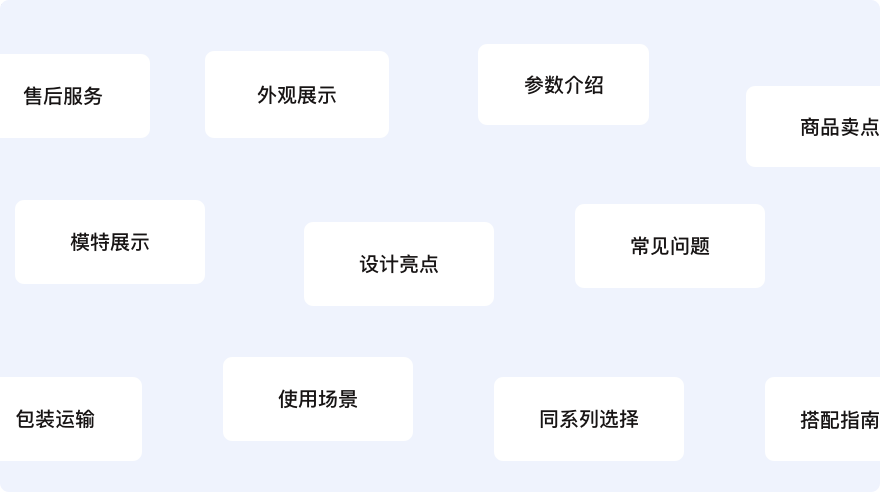 售后服务
外观展示
参数介绍
商品卖点
模特展示
设计亮点
常见问题
包装运输
使用场景
同系列选择
搭配指南